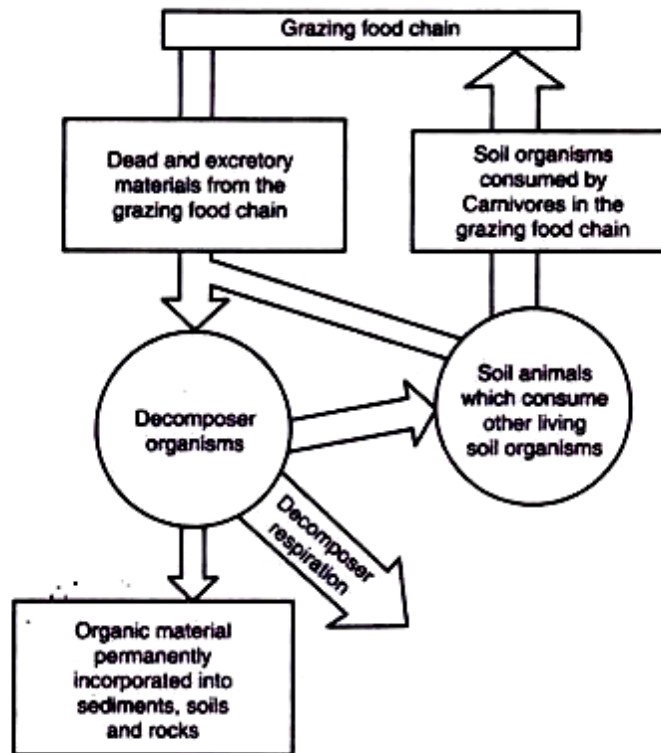 Grazing food chain
Dead and excretory
materials from the
grazing food chain
Soil organisms
consumed by
Carnivores in the
grazing food chain
Decomposer
organisms
Soil animals
which consume
other living
soil organisms
Decomposer
respiration
Organic material
permanently
incorporated into
sediments, soils
and rocks